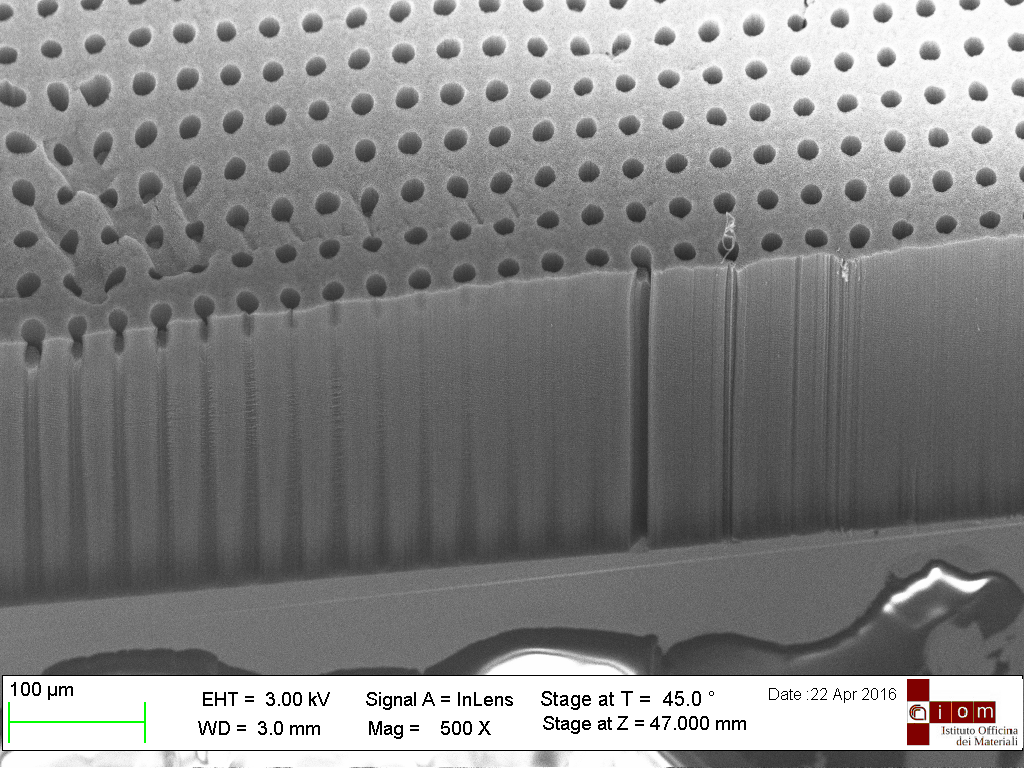 100 µm
EHT = 3.00 kV Signal A = InLens Stage at T = 45.0 ° Date :22 Apr 2016
WD = 3.0 mm Mag = 500 X Stage at Z = 47.000 mm
iom
Istituto Officina
dei Materiali